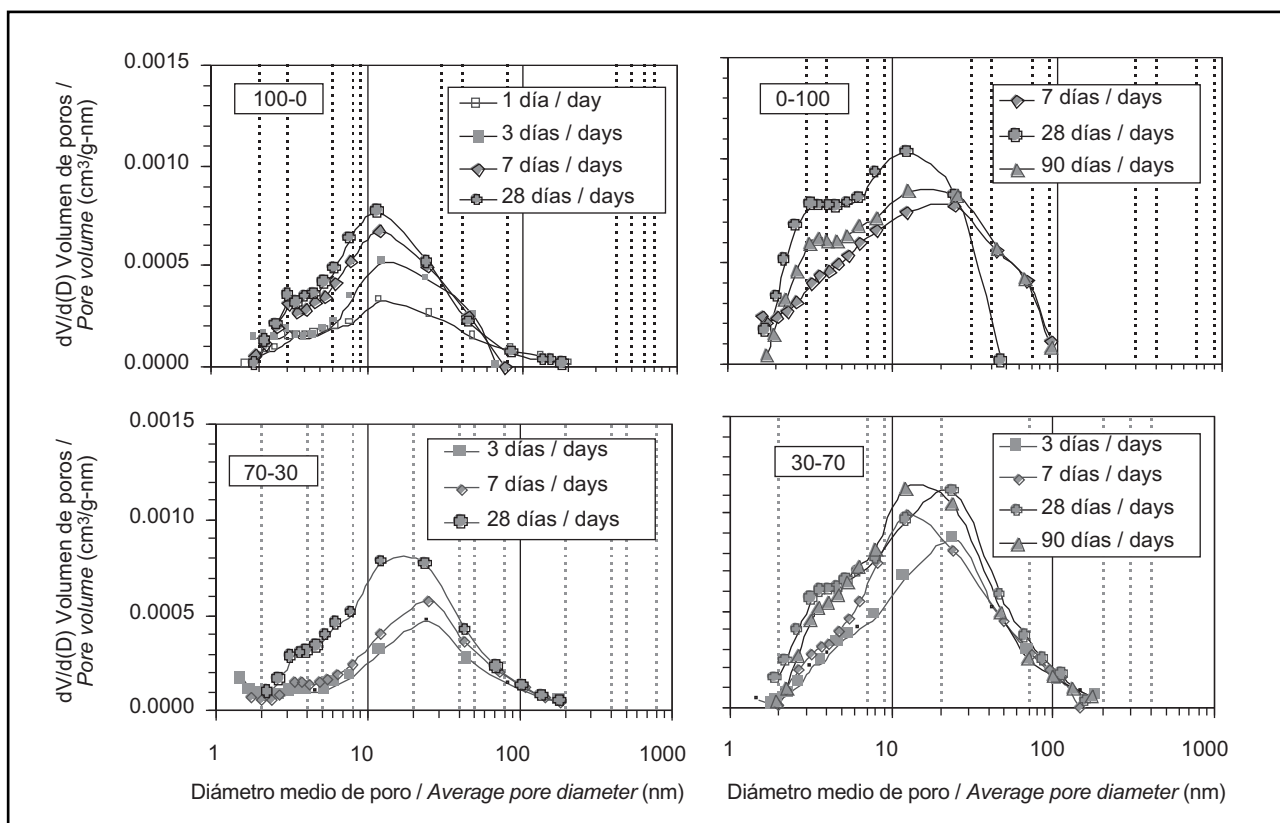 dV/d(D) Volumen de poros /
Pore volume (cm³/g-nm)
0.0015
0.0010
0.0005
0.0000
100-0
1 día / day
3 días / days
7 días / days
28 días / days
0-100
7 días / days
28 días / days
90 días / days
dV/d(D) Volumen de poros /
Pore volume (cm³/g-nm)
0.0015
0.0010
0.0005
0.0000
70-30
3 días / days
7 días / days
28 días / days
1 10 100 1000
Diámetro medio de poro / Average pore diameter (nm)
30-70
3 días / days
7 días / days
28 días / days
90 días / days
1 10 100 1000
Diámetro medio de poro / Average pore diameter (nm)